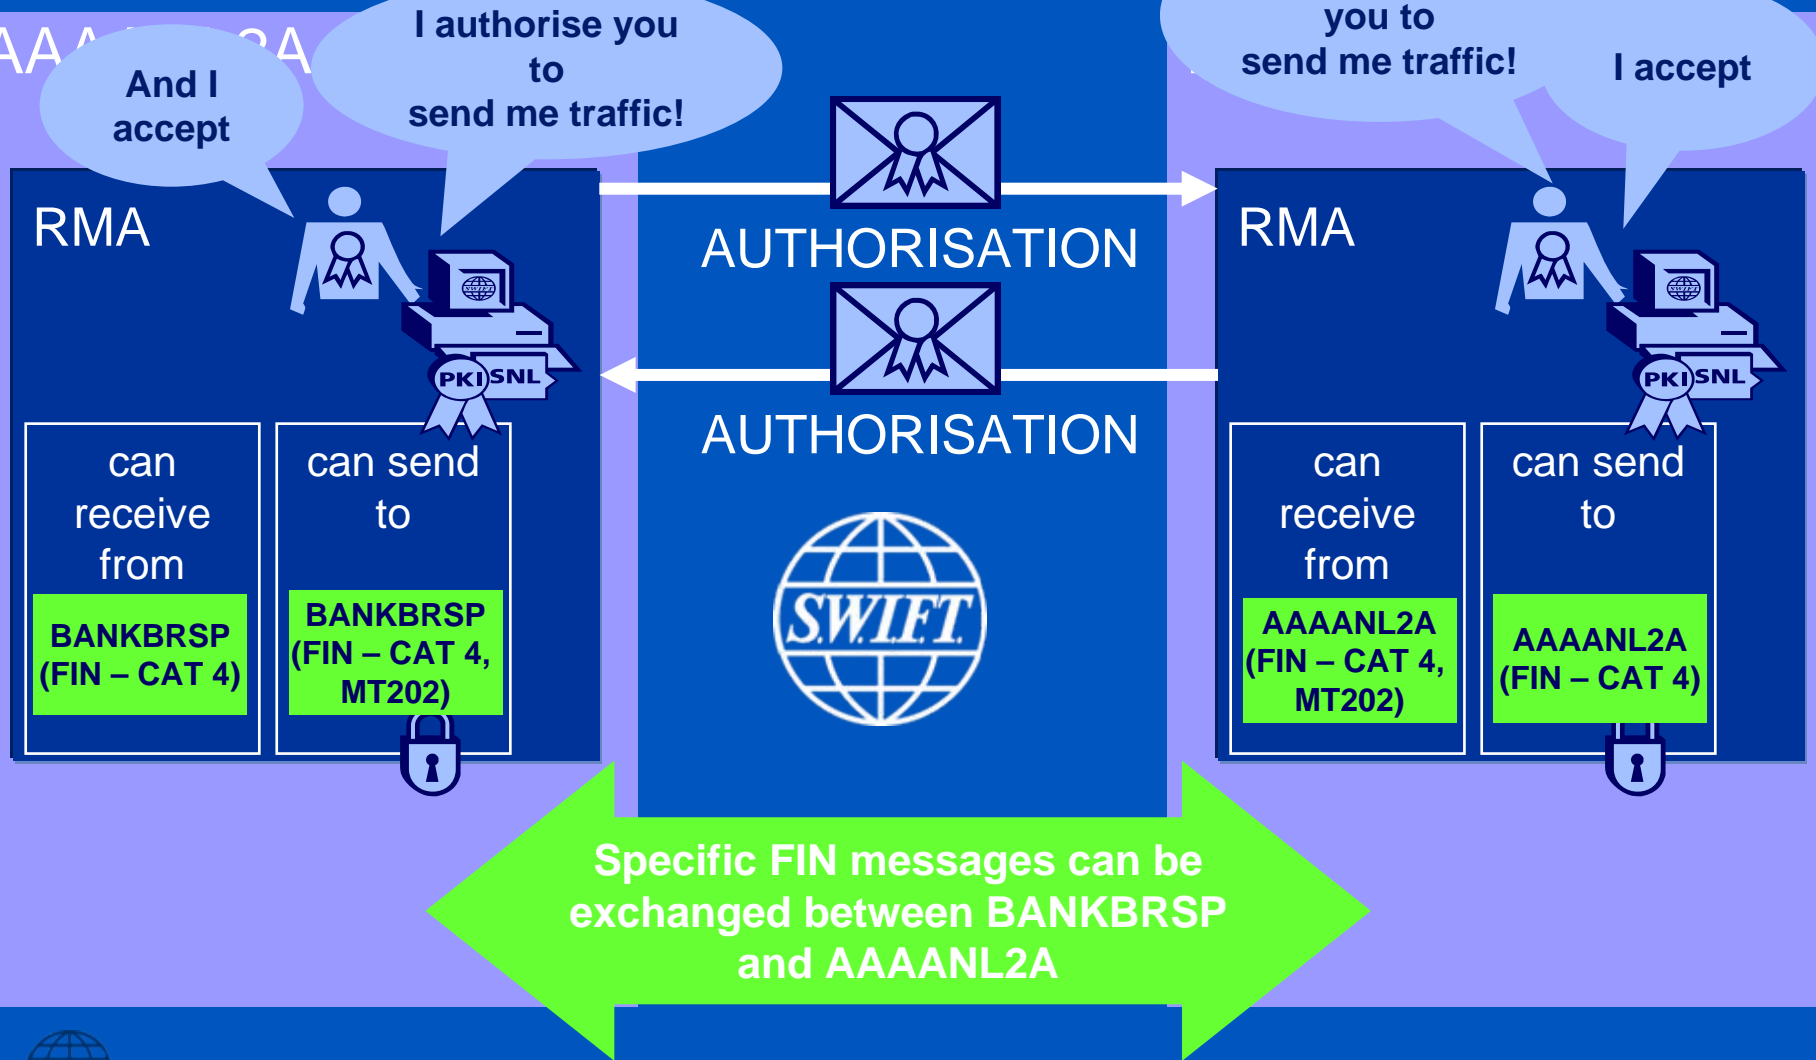 I authorise you
to
send me traffic!
And I
accept
you to
send me traffic!
I accept
RMA
AUTHORISATION
AUTHORISATION
RMA
PKI SNL
PKI SNL
can
receive
from
BANKBRSP
(FIN – CAT 4)
can send
to
BANKBRSP
(FIN – CAT 4,
MT202)
S.W.I.F.T.
can
receive
from
AAAANL2A
(FIN – CAT 4,
MT202)
can send
to
AAAANL2A
(FIN – CAT 4)
Specific FIN messages can be
exchanged between BANKBRSP
and AAAANL2A